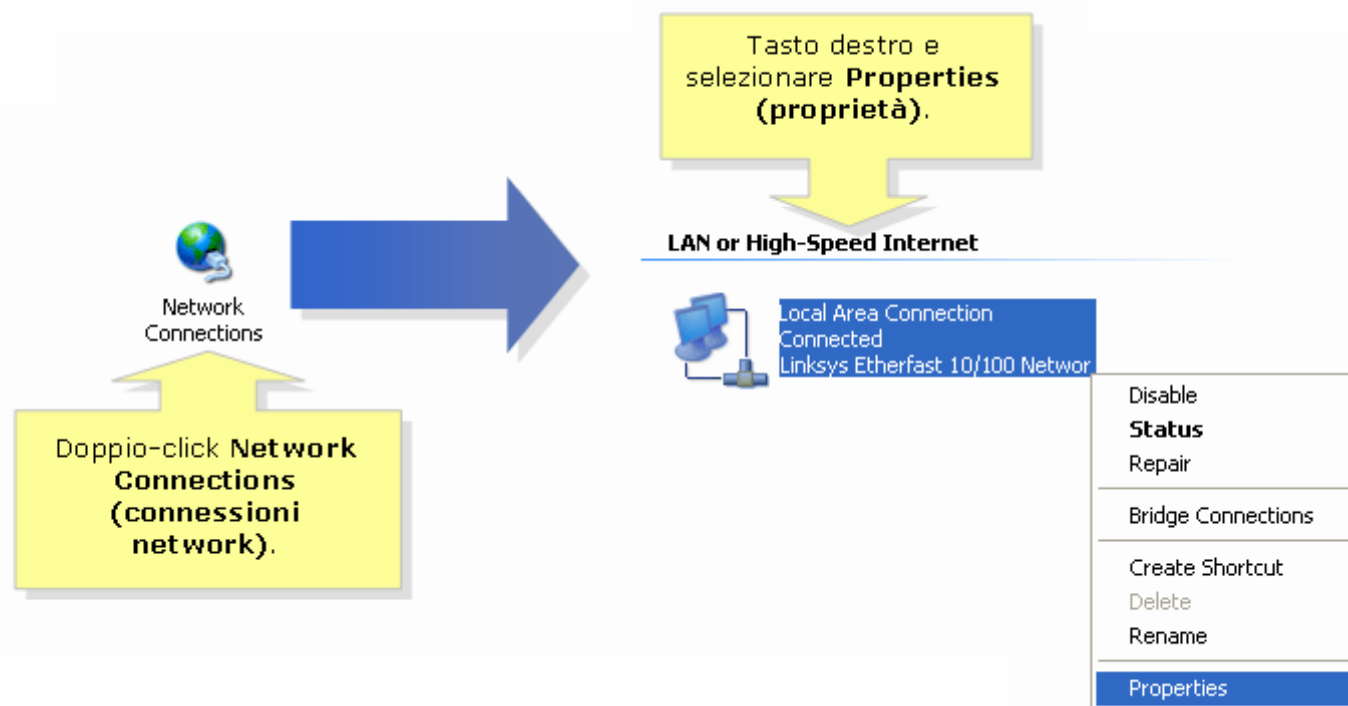 Tasto destro e
selezionare Properties
(proprietà).
Network
Connections
Doppio-click Network
Connections
(connessioni
network).
LAN or High-Speed Internet
Local Area Connection
Connected
Linksys Etherfast 10/100 Networ
Disable
Status
Repair
Bridge Connections
Create Shortcut
Delete
Rename
Properties